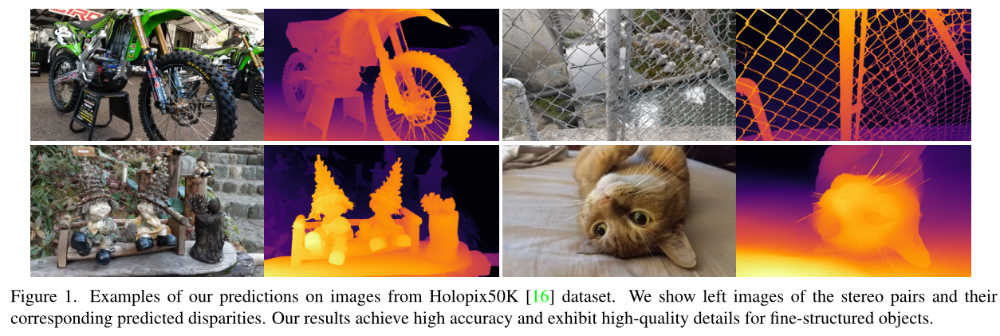 Figure 1. Examples of our predictions on images from Holopix50K [16] dataset. We show left images of the stereo pairs and their
corresponding predicted disparities. Our results achieve high accuracy and exhibit high-quality details for fine-structured objects.